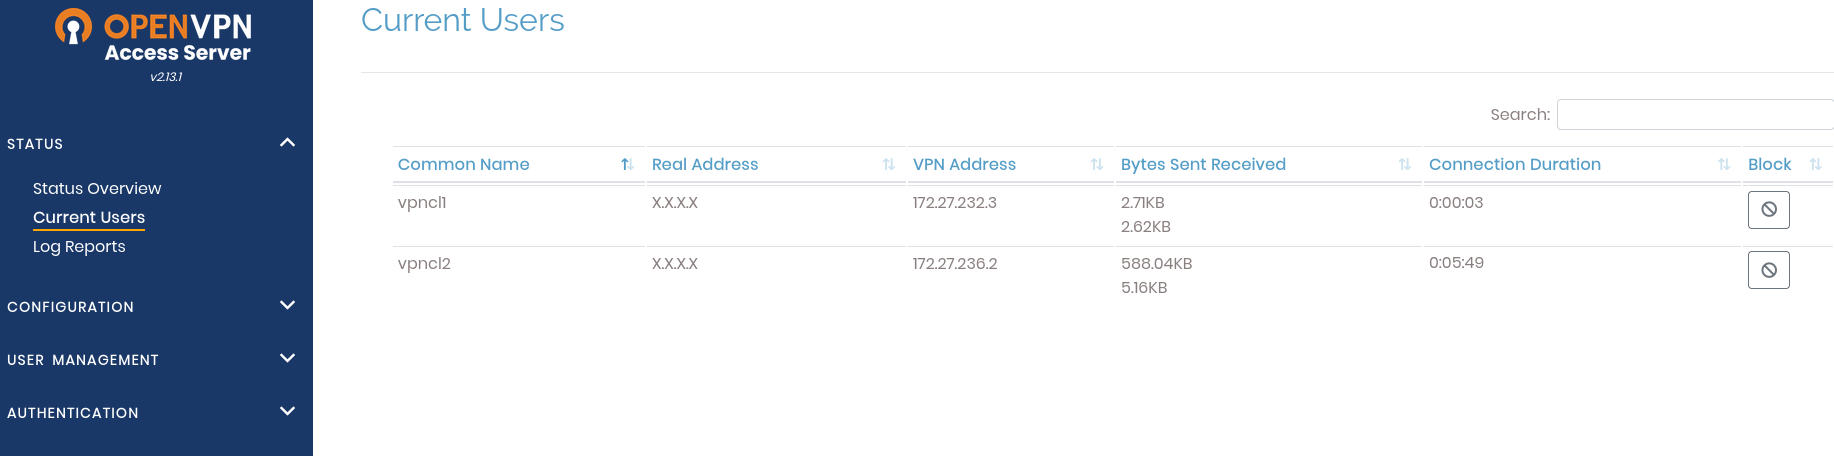 OPENVPN
Access Server
v2.13.1
STATUS
Status Overview
Current Users
Log Reports
CONFIGURATION
USER MANAGEMENT
AUTHENTICATION
Current Users
Search:
Common Name Real Address VPN Address Bytes Sent Received Connection Duration Block
vpncl1 X.X.X.X 172.27.232.3 2.71KB 0:00:03
2.62KB
vpncl2 X.X.X.X 172.27.236.2 588.04KB 0:05:49
5.16KB